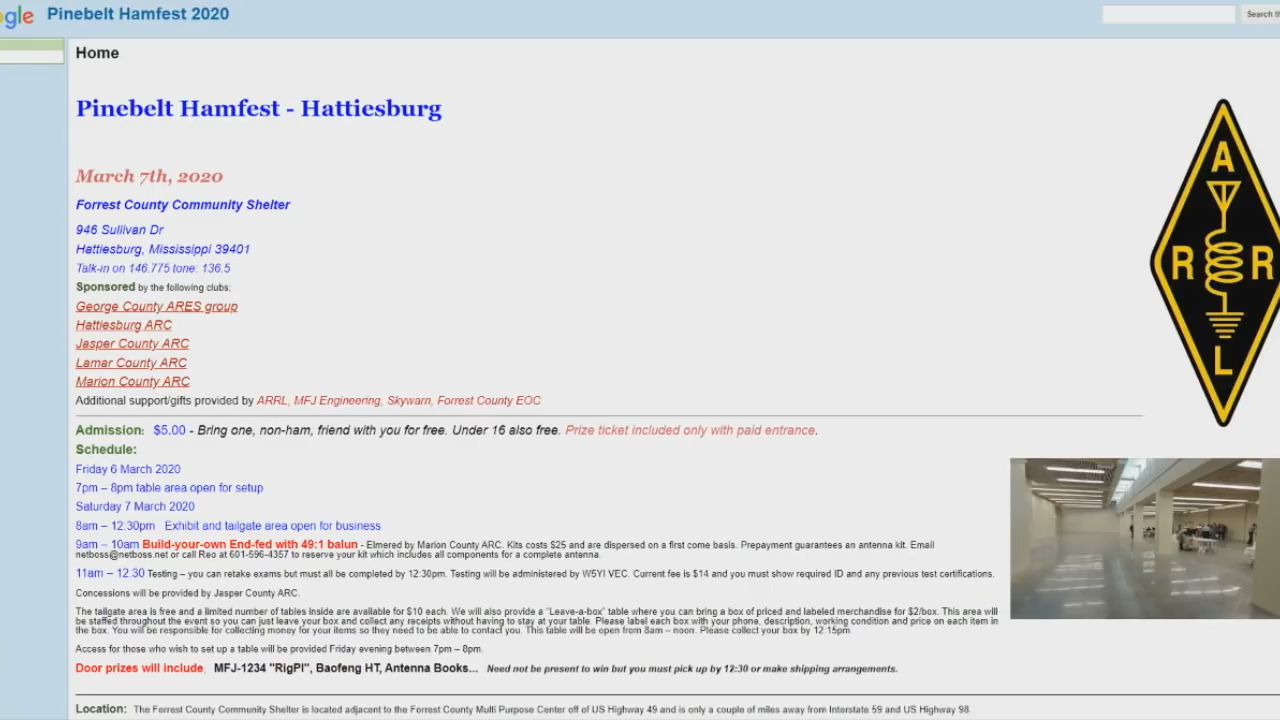 gle Pinebelt Hamfest 2020
Search th
Home
Pinebelt Hamfest - Hattiesburg
March 7th, 2020
Forrest County Community Shelter
946 Sullivan Dr
Hattiesburg, Mississippi 39401
Talk-in on 146.775 tone: 136.5
Sponsored by the following clubs:
George County ARES group
Hattiesburg ARC
Jasper County ARC
Lamar County ARC
Marion County ARC
Additional support/gifts provided by ARRL, MFJ Engineering, Skywarn, Forrest County EOC
A
R R
L
Admission: $5.00 - Bring one, non-ham, friend with you for free. Under 16 also free. Prize ticket included only with paid entrance.
Schedule:
Friday 6 March 2020
7pm – 8pm table area open for setup
Saturday 7 March 2020
8am – 12:30pm Exhibit and tailgate area open for business
9am – 10am Build-your-own End-fed with 49:1 balun - Elmered by Marion County ARC. Kits costs $25 and are dispersed on a first come basis. Prepayment guarantees an antenna kit. Email
netboss@netboss.net or call Reo at 601-596-4357 to reserve your kit which includes all components for a complete antenna.
11am – 12:30 Testing – you can retake exams but must all be completed by 12:30pm. Testing will be administered by W5YI VEC. Current fee is $14 and you must show required ID and any previous test certifications.
Concessions will be provided by Jasper County ARC.
The tailgate area is free and a limited number of tables inside are available for $10 each. We will also provide a "Leave-a-box" table where you can bring a box of priced and labeled merchandise for $2/box. This area will
be staffed throughout the event so you can just leave your box and collect any receipts without having to stay at your table. Please label each box with your phone, description, working condition and price on each item in
the box. You will be responsible for collecting money for your items so they need to be able to contact you. This table will be open from 8am – noon. Please collect your box by 12:15pm
Access for those who wish to set up a table will be provided Friday evening between 7pm – 8pm.
Door prizes will include: MFJ-1234 "RigPI", Baofeng HT, Antenna Books... Need not be present to win but you must pick up by 12:30 or make shipping arrangements.
Location: The Forrest County Community Shelter is located adjacent to the Forrest County Multi Purpose Center off of US Highway 49 and is only a couple of miles away from Interstate 59 and US Highway 98.